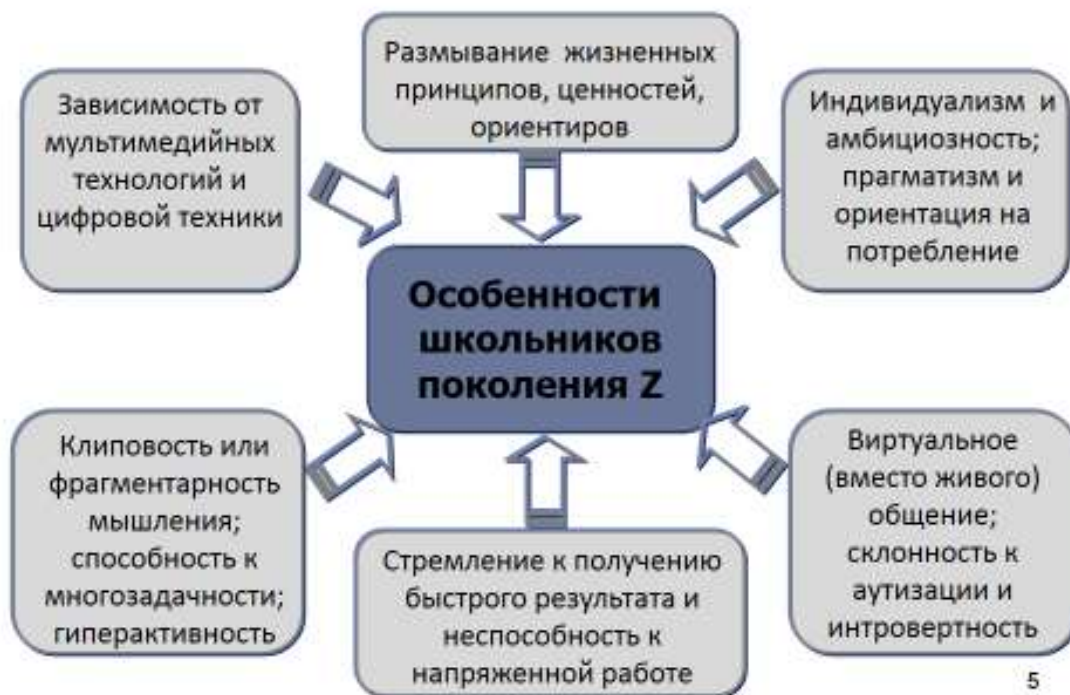 Зависимость от
мультимедийных
технологий и
цифровой техники
Размывание жизненных
принципов, ценностей,
ориентиров
Индивидуализм и
амбициозность;
прагматизм и
ориентация на
потребление
Особенности
школьников
поколения Z
Клиповость или
фрагментарность
мышления;
способность к
многозадачности;
гиперактивность
Стремление к получению
быстрого результата и
неспособность к
напряженной работе
Виртуальное
(вместо живого)
общение;
склонность к
аутизации и
интровертность
5